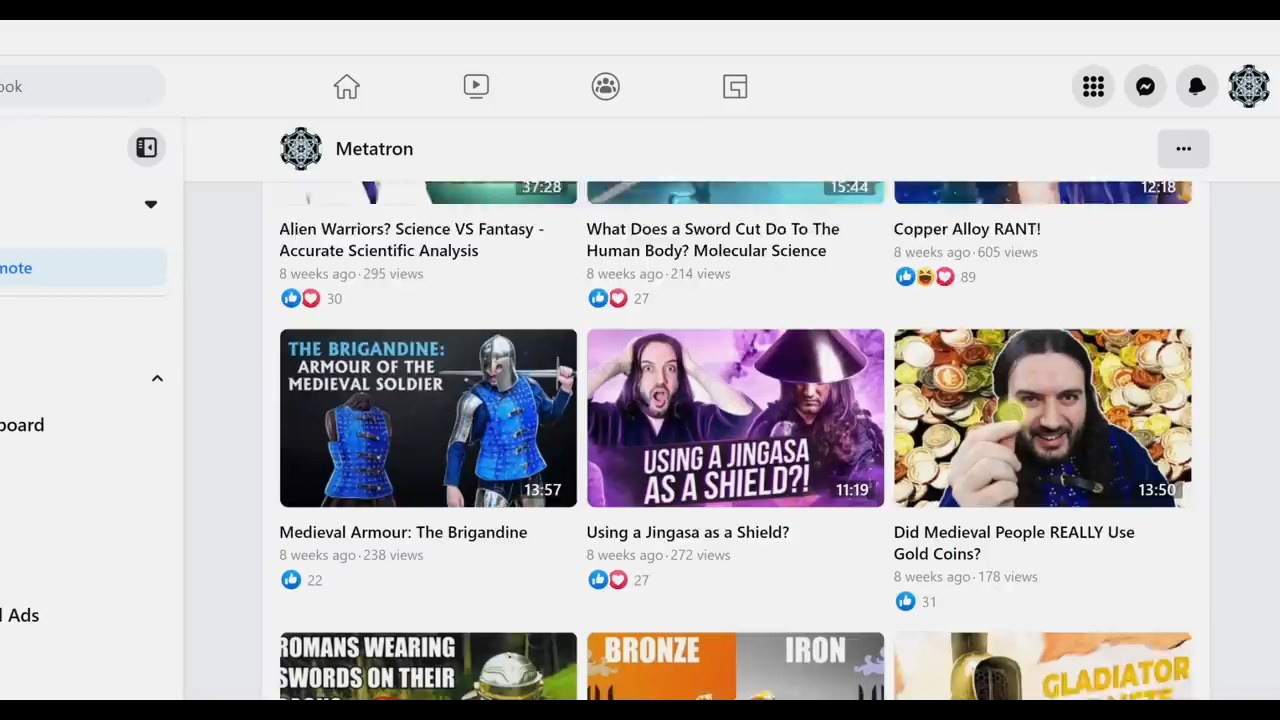 ook
Metatron
37:28
15:44
12:18
Alien Warriors? Science VS Fantasy -
Accurate Scientific Analysis
8 weeks ago · 295 views
30
What Does a Sword Cut Do To The
Human Body? Molecular Science
8 weeks ago · 214 views
27
Copper Alloy RANT!
8 weeks ago · 605 views
89
mote
THE BRIGANDINE:
ARMOUR OF THE
MEDIEVAL SOLDIER
13:57
USING A JINGASA
AS A SHIELD?!
11:19
13:50
board
Medieval Armour: The Brigandine
8 weeks ago · 238 views
22
Using a Jingasa as a Shield?
8 weeks ago · 272 views
27
Did Medieval People REALLY Use
Gold Coins?
8 weeks ago · 178 views
31
l Ads
ROMANS WEARING
SWORDS ON THEIR
BRONZE
IRON
GLADIATOR